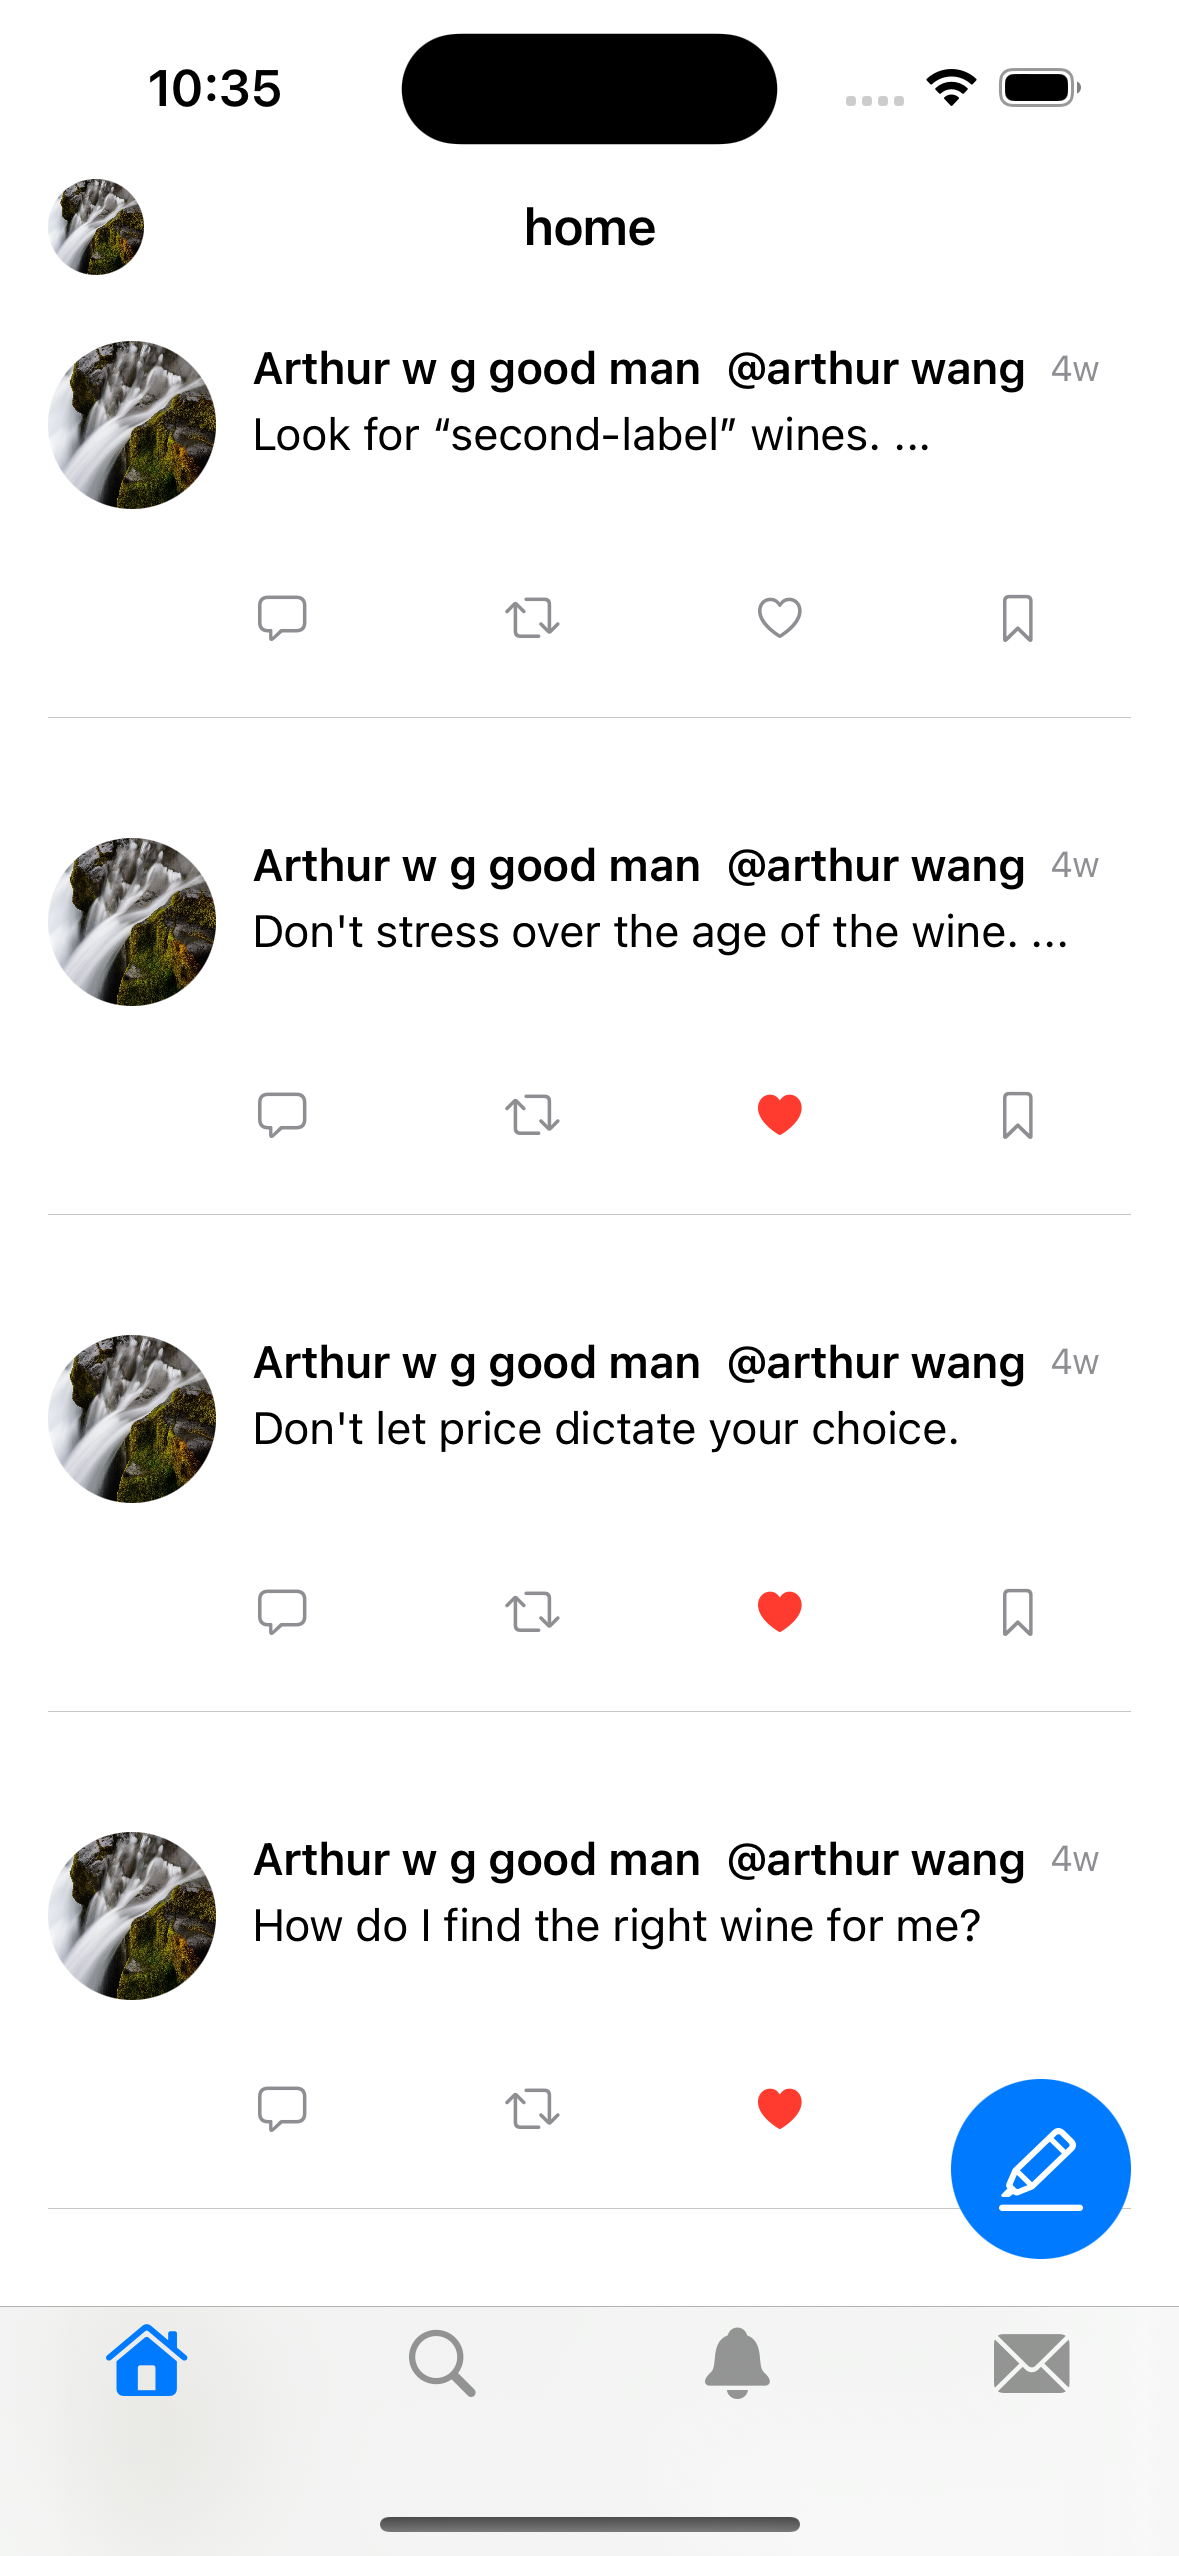 10:35
home
Arthur w g good man @arthur wang 4w
Look for “second-label” wines. ...
Arthur w g good man @arthur wang 4w
Don't stress over the age of the wine. ...
Arthur w g good man @arthur wang 4w
Don't let price dictate your choice.
Arthur w g good man @arthur wang 4w
How do I find the right wine for me?